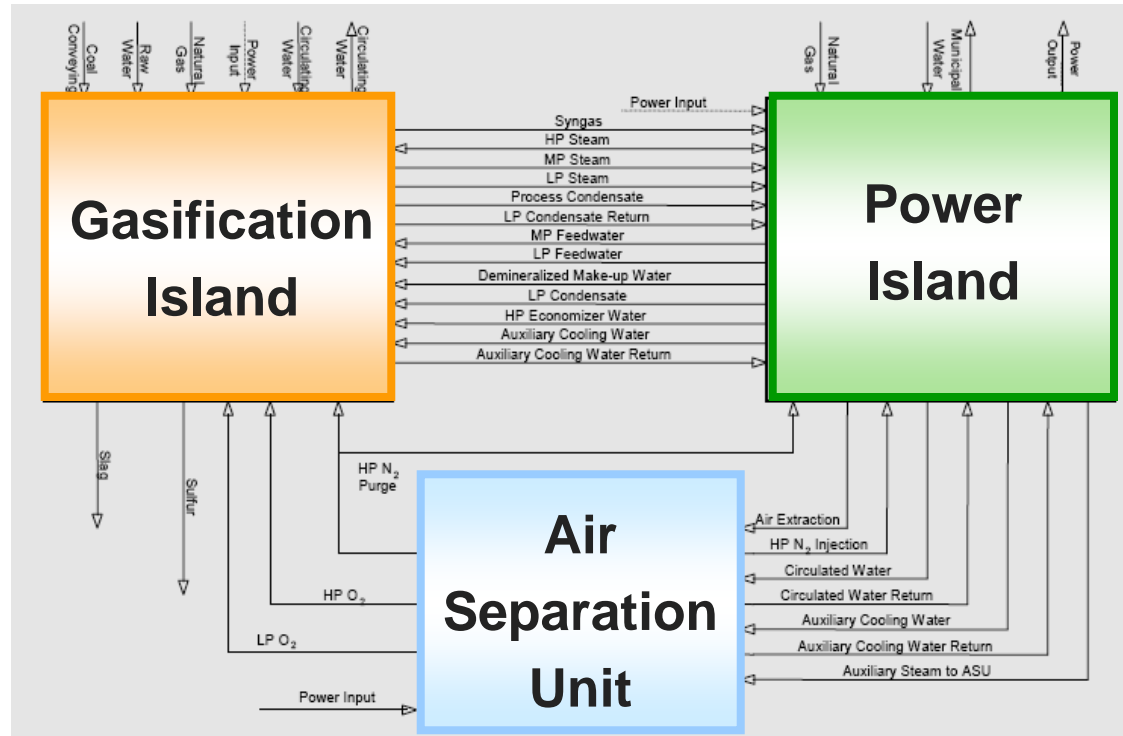 Coal
Conveying
Raw
Water
Natural
Gas
Power
Input
Circulating
Water
Circulating
Water
Natural
Gas
Municipal
Water
Power
Output
Power Input
Syngas
HP Steam
MP Steam
LP Steam
Process Condensate
LP Condensate Return
MP Feedwater
LP Feedwater
Demineralized Make-up Water
LP Condensate
HP Economizer Water
Auxiliary Cooling Water
Auxiliary Cooling Water Return
Gasification
Island
Power
Island
Slag
Sulfur
HP N₂
Purge
HP O₂
LP O₂
Power Input
Air
Separation
Unit
Air Extraction
HP N₂ Injection
Circulated Water
Circulated Water Return
Auxiliary Cooling Water
Auxiliary Cooling Water Return
Auxiliary Steam to ASU